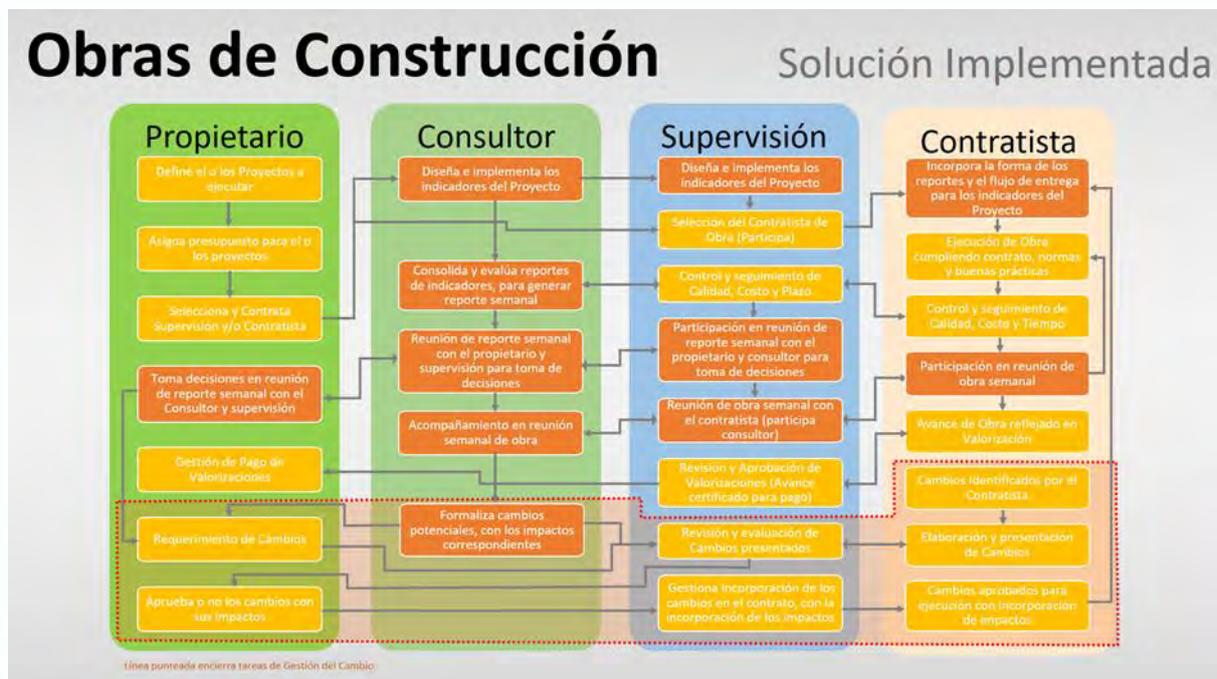 Obras de Construcción
Solución Implementada
Propietario
Define el o los Proyectos a
ejecutar
Asigna presupuesto para el o
los proyectos
Selecciona y Contrata
Supervisión y/o Contratista
Toma decisiones en reunión
de reporte semanal con el
Consultor y supervisión
Gestión de Pago de
Valorizaciones
Requerimiento de Cambios
Aprueba o no los cambios con
sus impactos
Consultor
Diseña e implementa los
indicadores del Proyecto
Consolida y evalúa reportes
de indicadores, para generar
reporte semanal
Reunión de reporte semanal
con el propietario y
supervisión para toma de
decisiones
Acompañamiento en reunión
semanal de obra
Formaliza cambios
potenciales, con los impactos
correspondientes
Supervisión
Diseña e implementa los
indicadores del Proyecto
Selección del Contratista de
Obra (Participa)
Control y seguimiento de
Calidad, Costo y Plazo
Participación en reunión de
reporte semanal con el
propietario y consultor para
toma de decisiones
Reunión de obra semanal con
el contratista (participa
consultor)
Revisión y Aprobación de
Valorizaciones (Avance
certificado para pago)
Revisión y evaluación de
Cambios presentados
Gestiona incorporación de los
cambios en el contrato, con la
incorporación de los impactos
Contratista
Incorpora la forma de los
reportes y el flujo de entrega
para los indicadores del
Proyecto
Ejecución de Obra
cumpliendo contrato, normas
y buenas prácticas
Control y seguimiento de
Calidad, Costo y Tiempo
Participación en reunión de
obra semanal
Avance de Obra reflejado en
Valorización
Cambios Identificados por el
Contratista
Elaboración y presentación
de Cambios
Cambios aprobados para
ejecución con incorporación
de impactos
Línea punteada encierra tareas de Gestión del Cambio